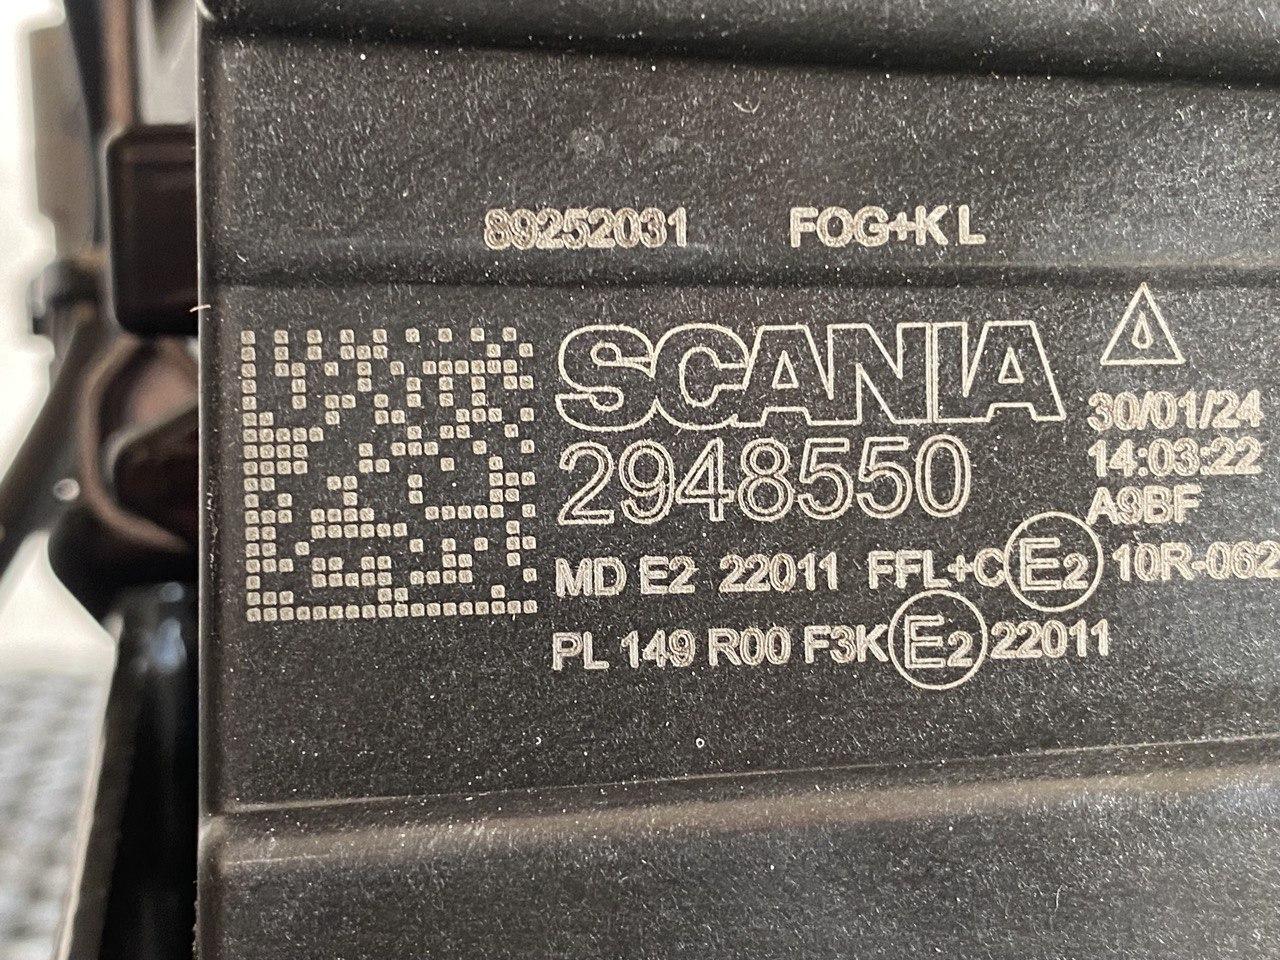 89252031 FOG+K L
SCANIA
2948550
30/01/24
14:03:22
A9BF
MD E2 22011 FFL+C E2 10R-062
PL 149 R00 F3K E2 22011